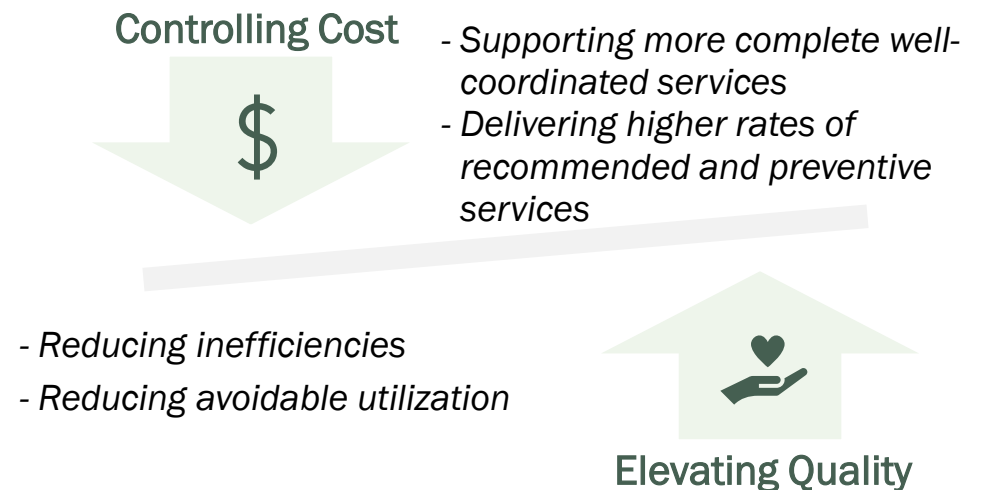 Controlling Cost
$
- Supporting more complete well-
coordinated services
- Delivering higher rates of
recommended and preventive
services
- Reducing inefficiencies
- Reducing avoidable utilization
Elevating Quality